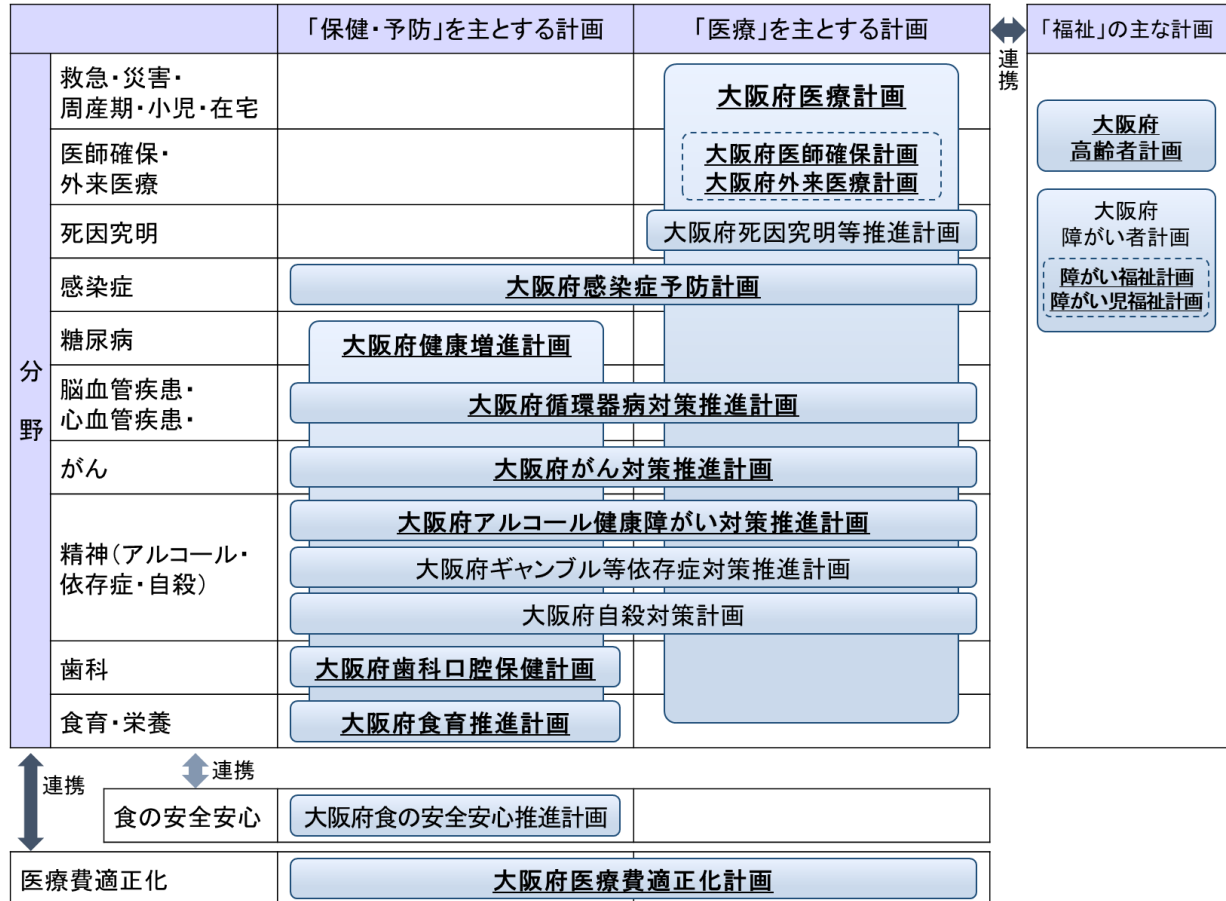 「保健・予防」を主とする計画
「医療」を主とする計画
連携
「福祉」の主な計画
分野
救急・災害・
周産期・小児・在宅
大阪府医療計画
医師確保・
外来医療
大阪府医師確保計画
大阪府外来医療計画
死因究明
大阪府死因究明等推進計画
感染症
大阪府感染症予防計画
糖尿病
大阪府健康増進計画
脳血管疾患・
心血管疾患・
大阪府循環器病対策推進計画
がん
大阪府がん対策推進計画
精神(アルコール・
依存症・自殺)
大阪府アルコール健康障がい対策推進計画
大阪府ギャンブル等依存症対策推進計画
大阪府自殺対策計画
歯科
大阪府歯科口腔保健計画
食育・栄養
大阪府食育推進計画
大阪府
高齢者計画
大阪府
障がい者計画
障がい福祉計画
障がい児福祉計画
連携
連携
食の安全安心
大阪府食の安全安心推進計画
医療費適正化
大阪府医療費適正化計画